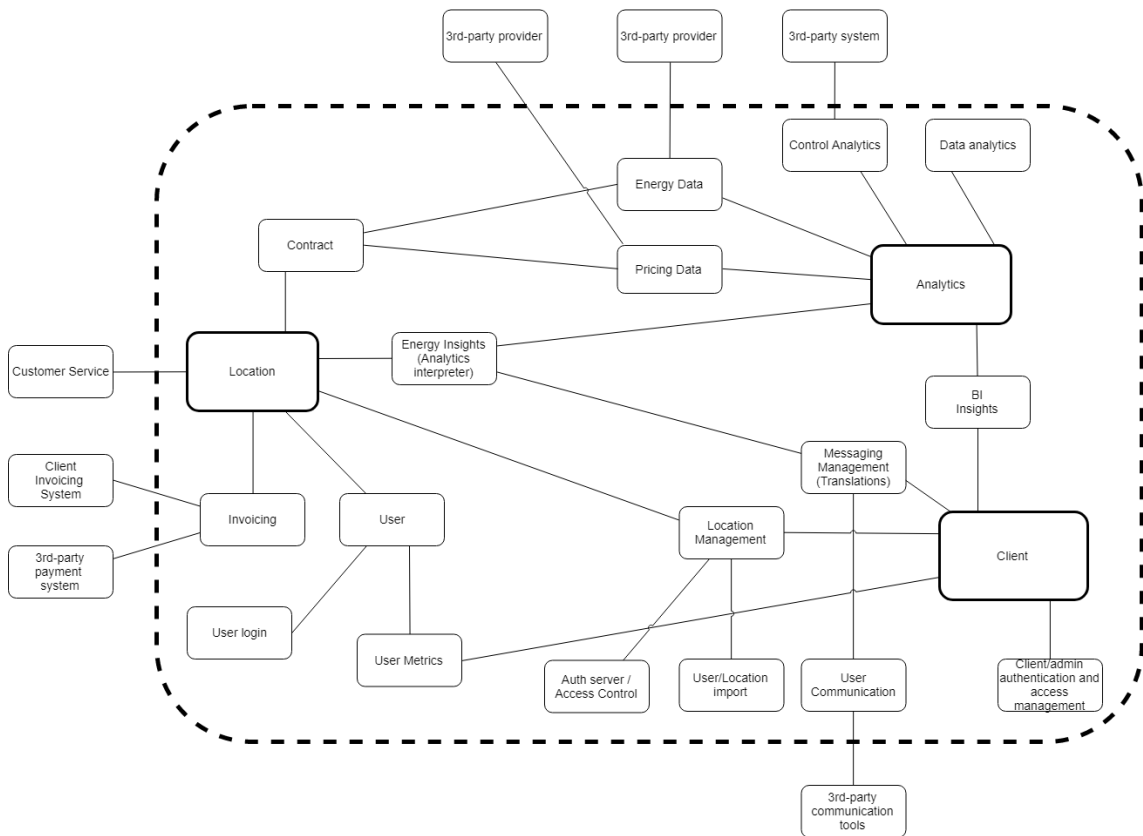 3rd-party provider
3rd-party provider
3rd-party system
Control Analytics
Data analytics
Energy Data
Contract
Pricing Data
Analytics
Customer Service
Location
Energy Insights
(Analytics
interpreter)
BI
Insights
Client
Invoicing
System
Messaging
Management
(Translations)
Invoicing
User
Location
Management
Client
3rd-party
payment
system
User login
User Metrics
Auth server /
Access Control
User/Location
import
User
Communication
Client/admin
authentication and
access
management
3rd-party
communication
tools